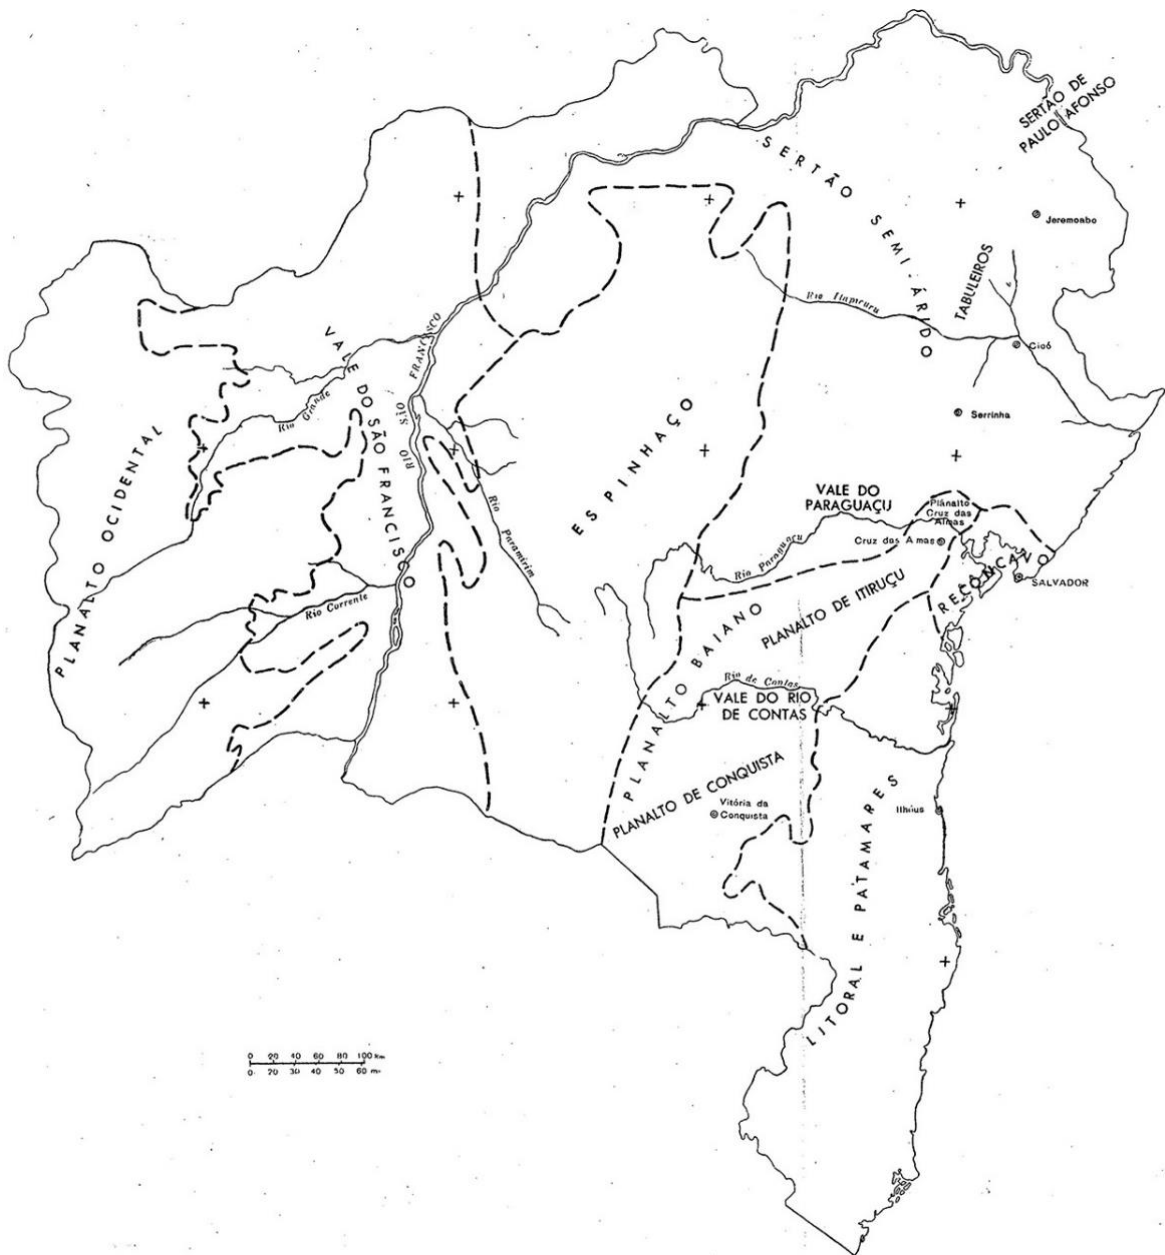 SERTÃO DE
PAULO AFONSO
SERTÃO SEMI-ÁRIDO
Jeremoabo
TABULEIROS
Rio Itapicuru
Cipó
Serrinha
VALE DO SÃO FRANCISCO
RIO SÃO FRANCISCO
Rio Grande
PLANALTO OCIDENTAL
ESPINHAÇO
Rio Paramirim
VALE DO
PARAGUAÇU
Planalto
Cruz das
Almas
Cruz das Almas
Rio Paraguaçu
RECÔNCAVO
SALVADOR
Rio Corrente
PLANALTO BAIANO
PLANALTO DE ITIRUÇU
Rio de Contas
VALE DO RIO
DE CONTAS
PLANALTO DE CONQUISTA
Vitória da
Conquista
Ilhéus
LITORAL E PATAMARES
0 20 40 60 80 100 Km
0 20 30 40 50 60 mi